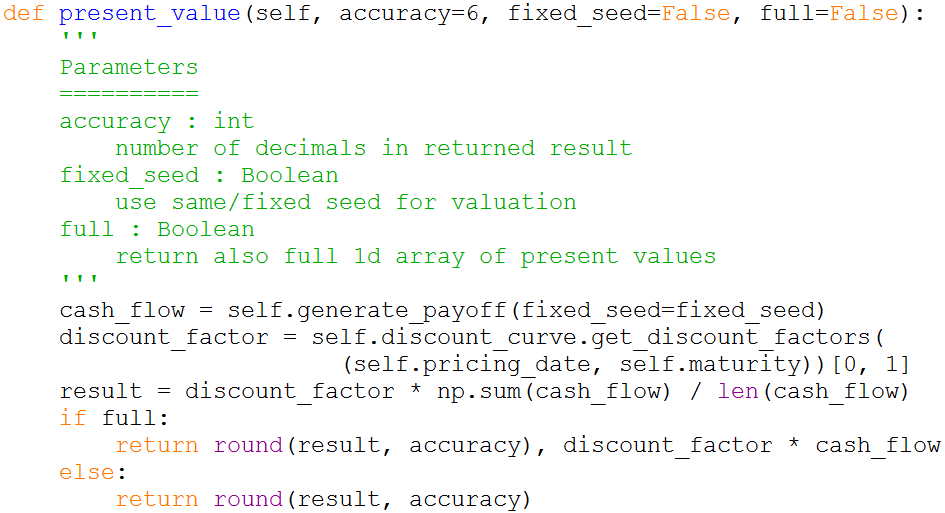 def present_value(self, accuracy=6, fixed_seed=False, full=False):
    '''
    Parameters
    ==========
    accuracy : int
        number of decimals in returned result
    fixed_seed : Boolean
        use same/fixed seed for valuation
    full : Boolean
        return also full 1d array of present values
    '''
    cash_flow = self.generate_payoff(fixed_seed=fixed_seed)
    discount_factor = self.discount_curve.get_discount_factors(
                        (self.pricing_date, self.maturity))[0, 1]
    result = discount_factor * np.sum(cash_flow) / len(cash_flow)
    if full:
        return round(result, accuracy), discount_factor * cash_flow
    else:
        return round(result, accuracy)